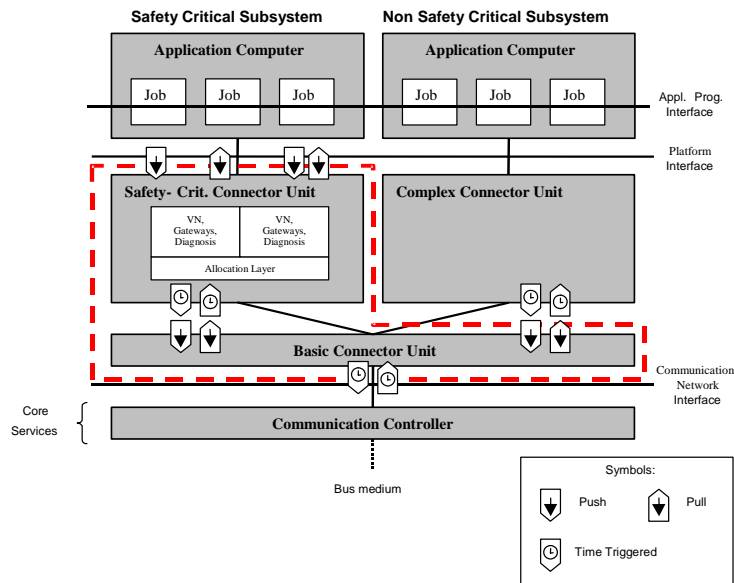 Safety Critical Subsystem
Non Safety Critical Subsystem
Application Computer
Application Computer
Job
Job
Job
Job
Job
Job
Appl. Prog.
Interface
Platform
Interface
Safety- Crit. Connector Unit
Complex Connector Unit
VN,
Gateways,
Diagnosis
VN,
Gateways,
Diagnosis
Allocation Layer
Basic Connector Unit
Communication
Network
Interface
Core
Services
Communication Controller
Bus medium
Symbols:
Push
Pull
Time Triggered